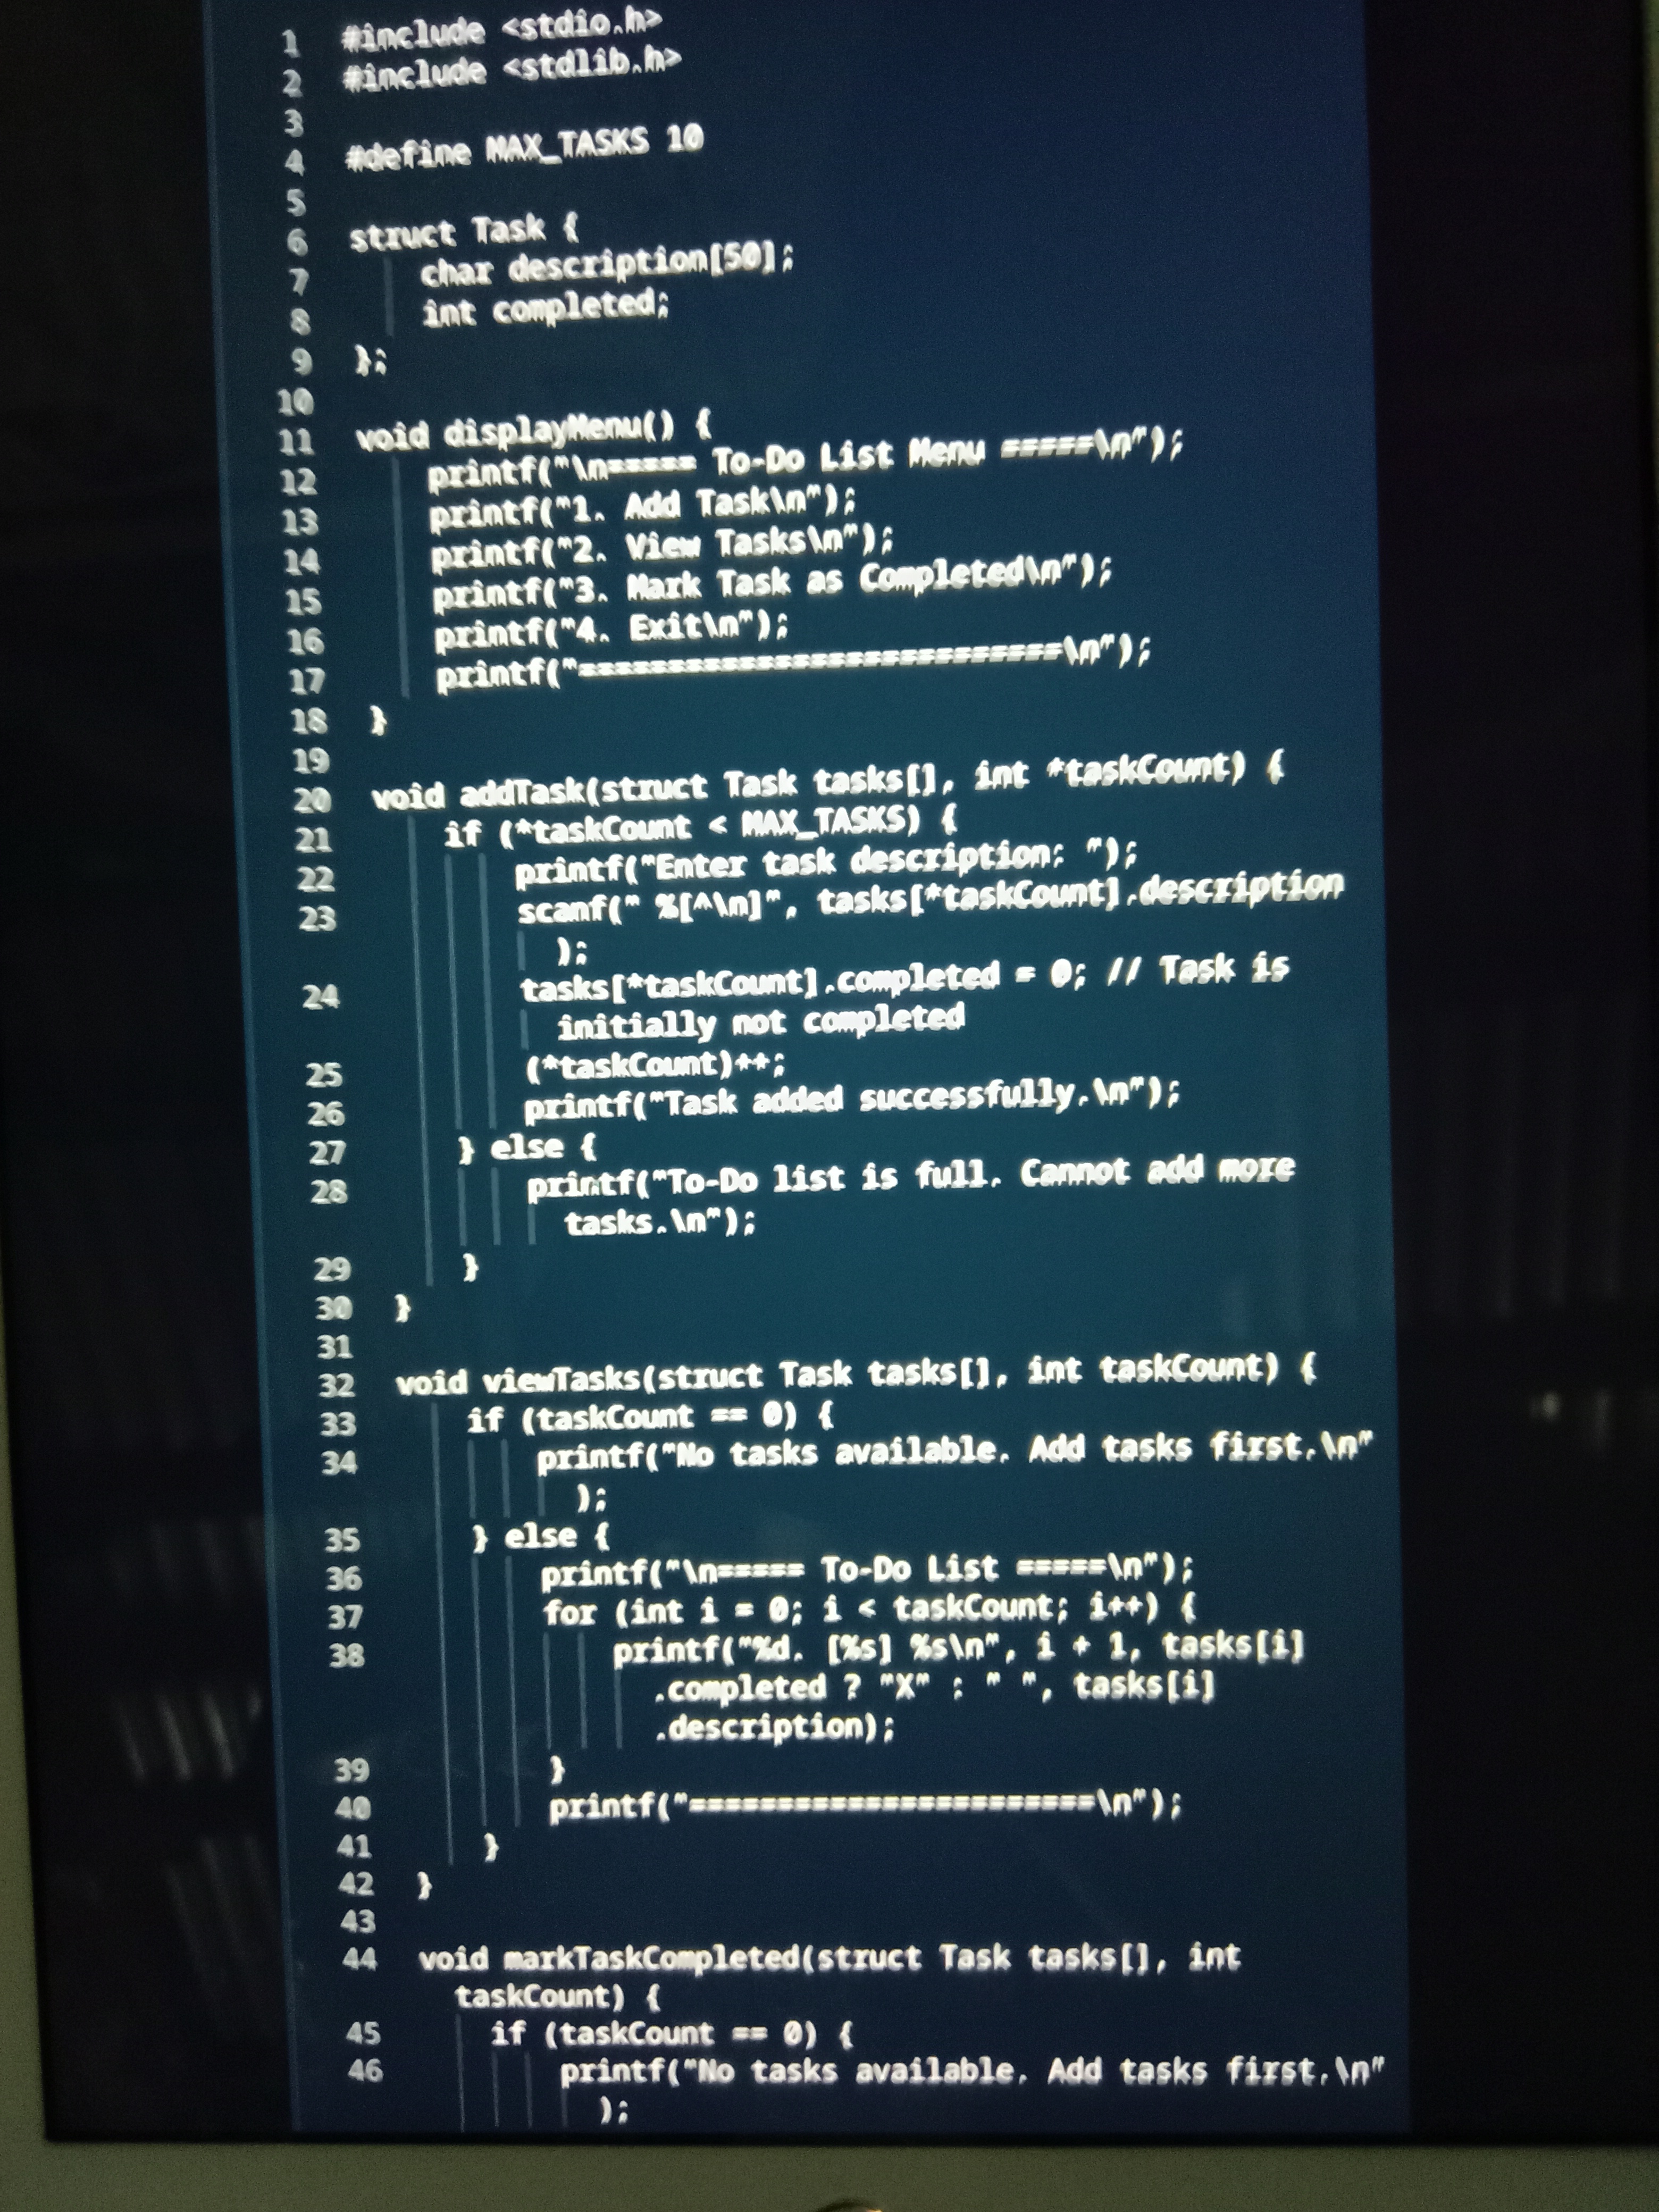 1 #include <stdio.h>
2 #include <stdlib.h>
3
4 #define MAX_TASKS 10
5
6 struct Task {
7     char description[50];
8     int completed;
9 };
10
11 void displayMenu() {
12     printf("\n===== To-Do List Menu =====\n");
13     printf("1. Add Task\n");
14     printf("2. View Tasks\n");
15     printf("3. Mark Task as Completed\n");
16     printf("4. Exit\n");
17     printf("===========================\n");
18 }
19
20 void addTask(struct Task tasks[], int *taskCount) {
21     if (*taskCount < MAX_TASKS) {
22         printf("Enter task description: ");
23         scanf(" %[^\n]", tasks[*taskCount].description
);
24         tasks[*taskCount].completed = 0; // Task is
initially not completed
25         (*taskCount)++;
26         printf("Task added successfully.\n");
27     } else {
28         printf("To-Do list is full. Cannot add more
tasks.\n");
29     }
30 }
31
32 void viewTasks(struct Task tasks[], int taskCount) {
33     if (taskCount == 0) {
34         printf("No tasks available. Add tasks first.\n"
);
35     } else {
36         printf("\n===== To-Do List =====\n");
37         for (int i = 0; i < taskCount; i++) {
38             printf("%d. [%s] %s\n", i + 1, tasks[i]
.completed ? "X" : " ", tasks[i]
.description);
39         }
40         printf("=======================\n");
41     }
42 }
43
44 void markTaskCompleted(struct Task tasks[], int
taskCount) {
45     if (taskCount == 0) {
46         printf("No tasks available. Add tasks first.\n"
);